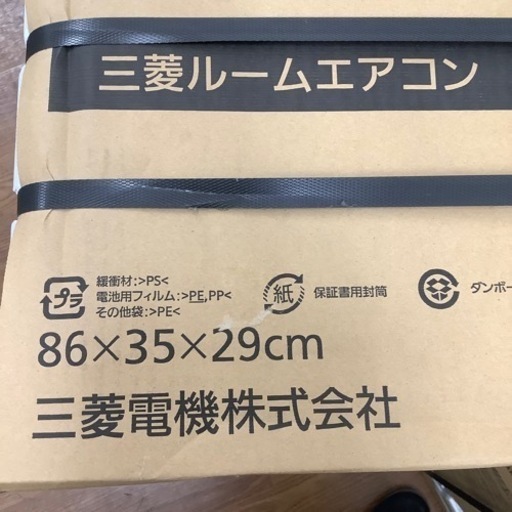 三菱ルームエアコン
プラ
緩衝材:>PS<
電池用フィルム:>PE,PP<
その他袋:>PE<
紙 保証書用封筒
ダンボー
86×35×29cm
三菱電機株式会社